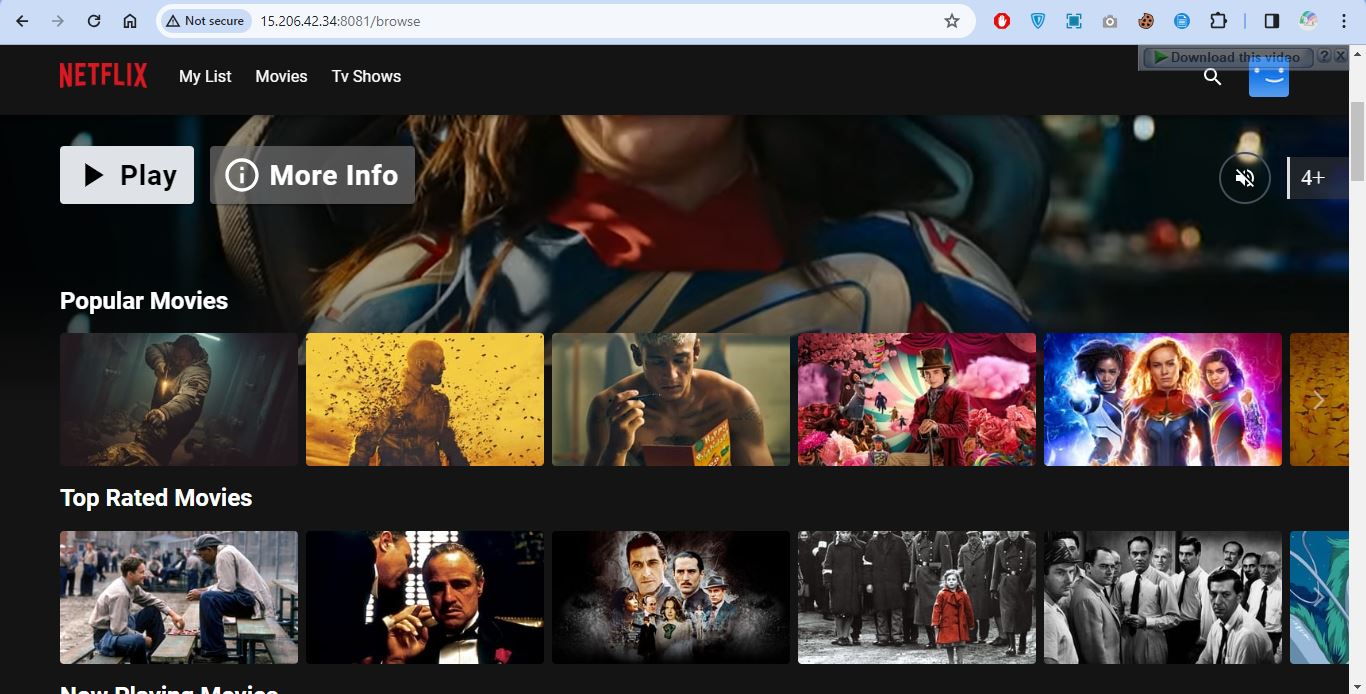 Not secure 15.206.42.34:8081/browse
Download this video ? X
NETFLIX My List Movies Tv Shows
Play More Info 4+
Popular Movies
Top Rated Movies
Now Playing Movies